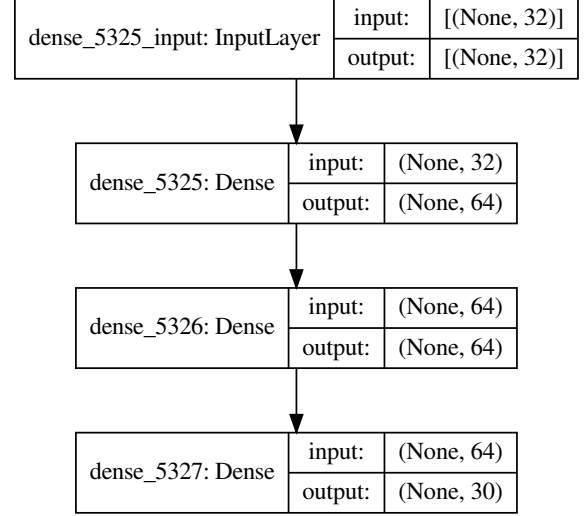 dense_5325_input: InputLayer
input: [(None, 32)]
output: [(None, 32)]
dense_5325: Dense
input: (None, 32)
output: (None, 64)
dense_5326: Dense
input: (None, 64)
output: (None, 64)
dense_5327: Dense
input: (None, 64)
output: (None, 30)